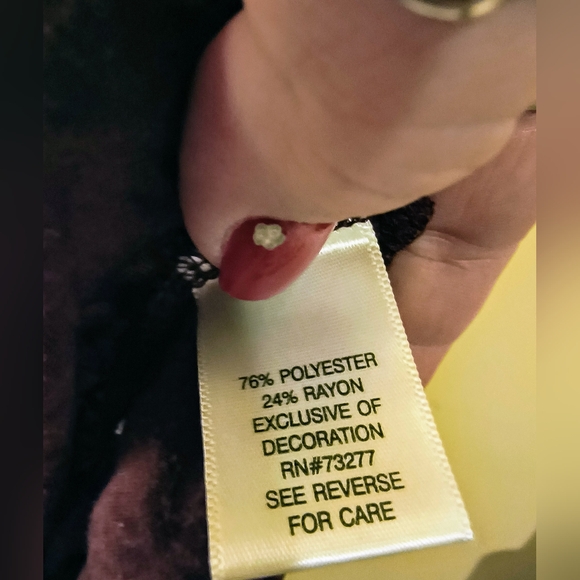 76% POLYESTER
24% RAYON
EXCLUSIVE OF
DECORATION
RN#73277
SEE REVERSE
FOR CARE